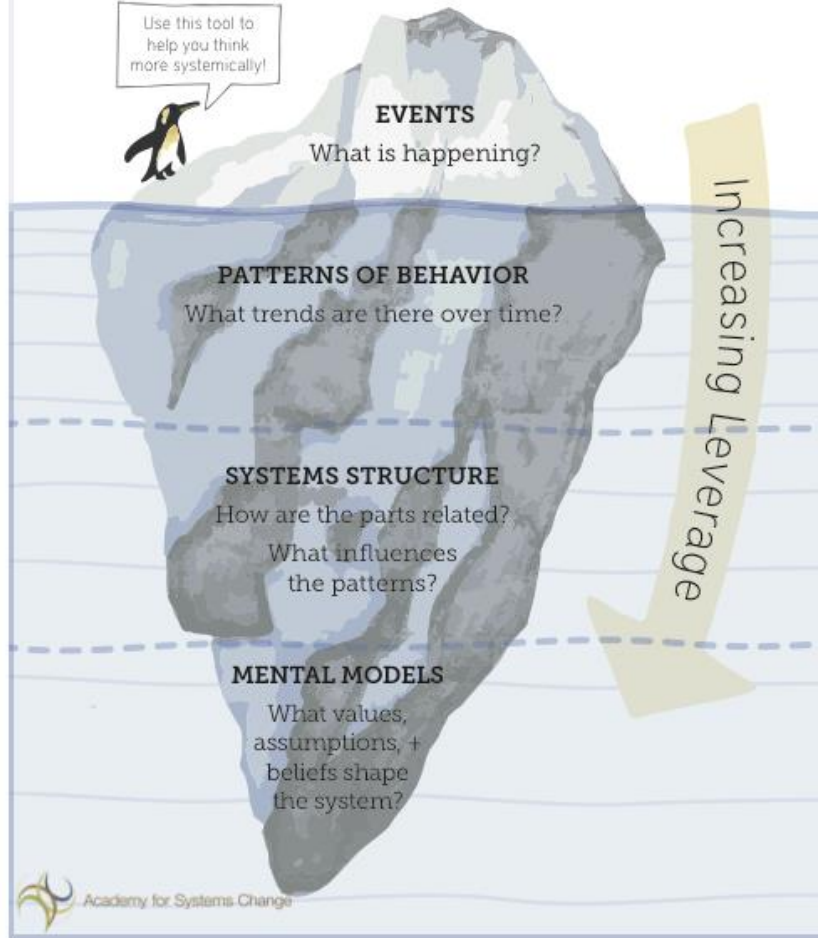 Use this tool to
help you think
more systemically!
EVENTS
What is happening?
PATTERNS OF BEHAVIOR
What trends are there over time?
SYSTEMS STRUCTURE
How are the parts related?
What influences
the patterns?
MENTAL MODELS
What values,
assumptions, +
beliefs shape
the system?
Increasing Leverage
Academy for Systems Change